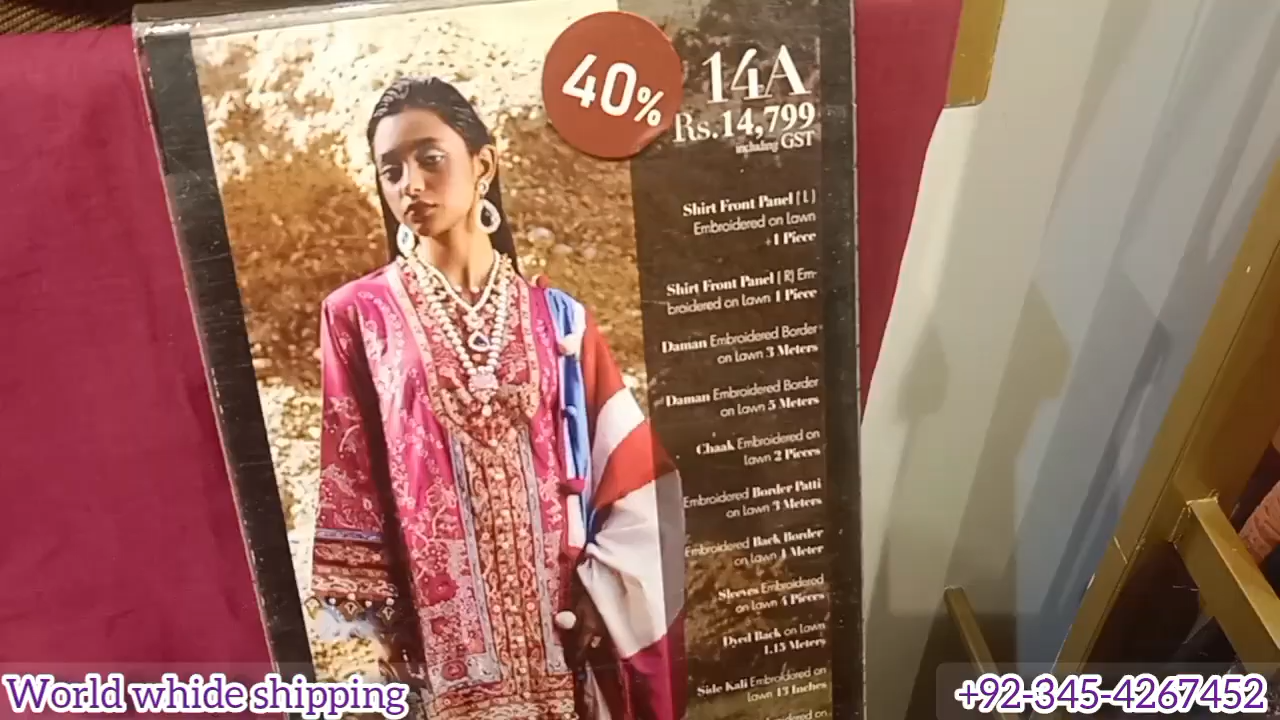 40%
14A
Rs.14,799
including GST
Shirt Front Panel ( L )
Embroidered on Lawn
+1 Piece
Shirt Front Panel ( R) Em-
broidered on Lawn 1 Piece
Daman Embroidered Border
on Lawn 3 Meters
Daman Embroidered Border
on Lawn 5 Meters
Chaak Embroidered on
Lawn 2 Pieces
Embroidered Border Patti
on Lawn 3 Meters
Embroidered Back Border
on Lawn 1 Meter
Sleeves Embroidered
on Lawn 4 Pieces
Dyed Back on Lawn
1.15 Meters
Side Kali Embroidered on
Lawn 13 Inches
World whide shipping
+92-345-4267452